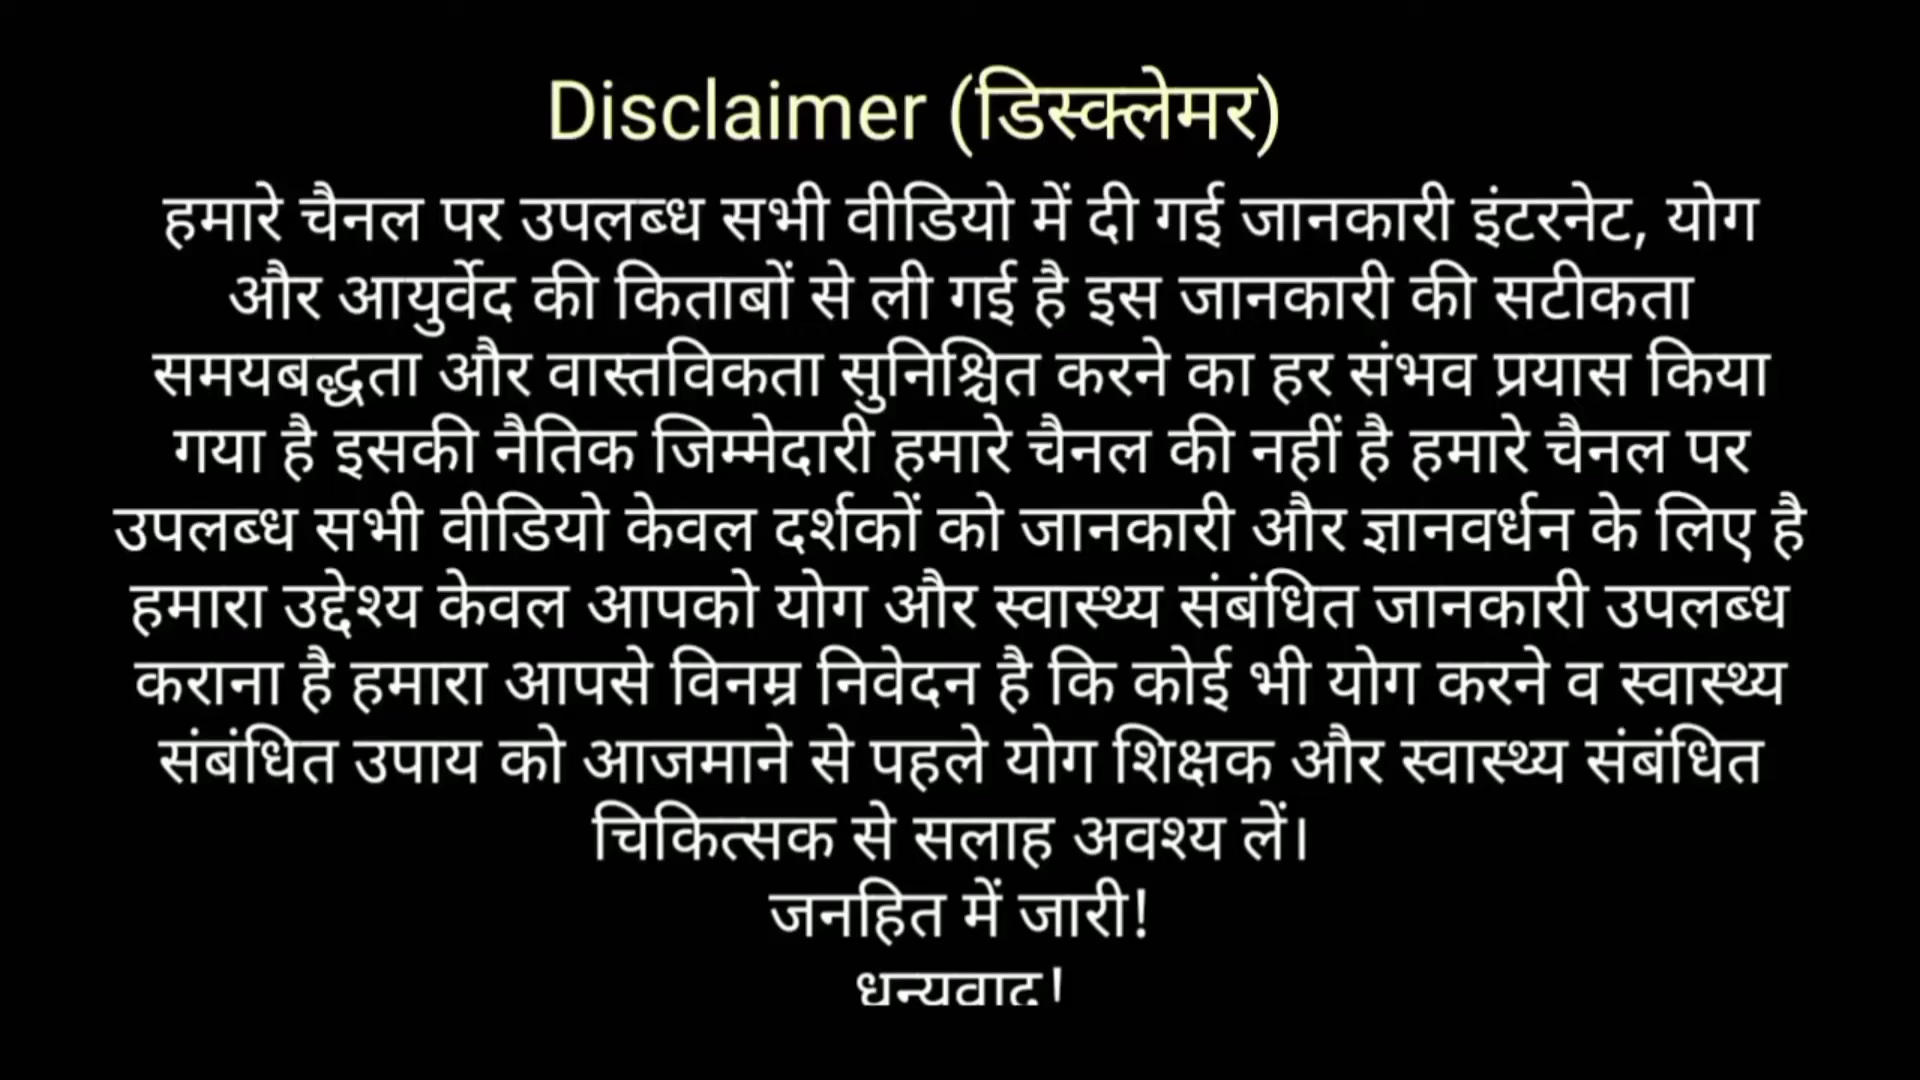 Disclaimer (डिस्क्लेमर)
हमारे चैनल पर उपलब्ध सभी वीडियो में दी गई जानकारी इंटरनेट, योग
और आयुर्वेद की किताबों से ली गई है इस जानकारी की सटीकता
समयबद्धता और वास्तविकता सुनिश्चित करने का हर संभव प्रयास किया
गया है इसकी नैतिक जिम्मेदारी हमारे चैनल की नहीं है हमारे चैनल पर
उपलब्ध सभी वीडियो केवल दर्शकों को जानकारी और ज्ञानवर्धन के लिए है
हमारा उद्देश्य केवल आपको योग और स्वास्थ्य संबंधित जानकारी उपलब्ध
कराना है हमारा आपसे विनम्र निवेदन है कि कोई भी योग करने व स्वास्थ्य
संबंधित उपाय को आजमाने से पहले योग शिक्षक और स्वास्थ्य संबंधित
चिकित्सक से सलाह अवश्य लें।
जनहित में जारी!
धन्यवाद!